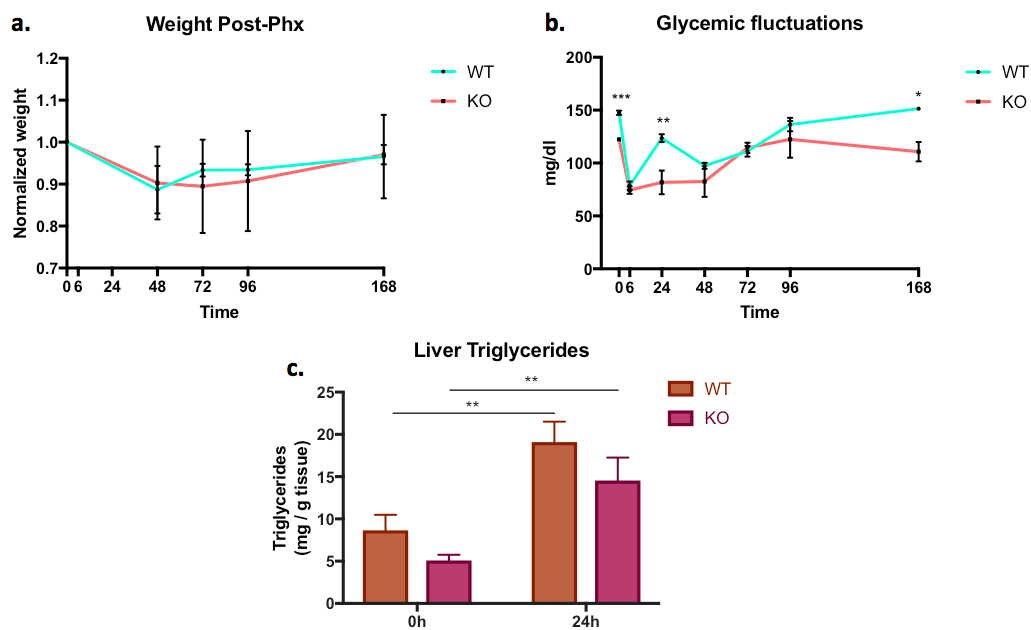 a.
Weight Post-Phx
Normalized weight
1.2
1.1
1.0
0.9
0.8
0.7
0 6 24 48 72 96 168
Time
WT
KO
b.
Glycemic fluctuations
mg/dl
200
150
100
50
0
***
**
*
0 6 24 48 72 96 168
Time
WT
KO
c.
Liver Triglycerides
Triglycerides
(mg / g tissue)
25
20
15
10
5
0
**
**
0h 24h
WT
KO